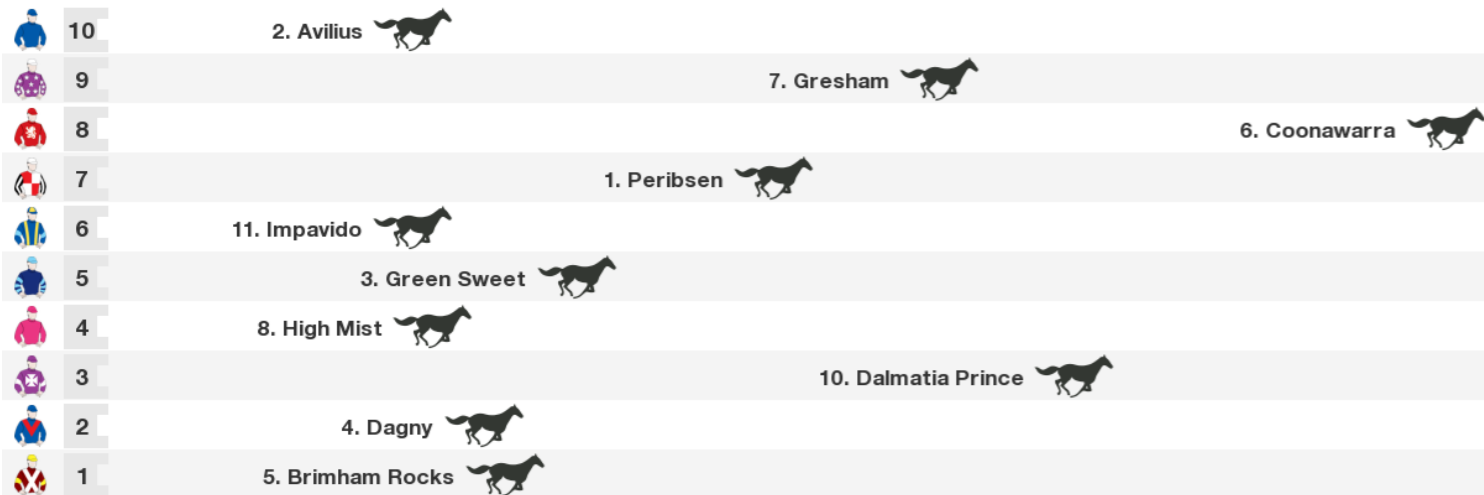 10 2. Avilius
9 7. Gresham
8 6. Coonawarra
7 1. Peribsen
6 11. Impavido
5 3. Green Sweet
4 8. High Mist
3 10. Dalmatia Prince
2 4. Dagny
1 5. Brimham Rocks